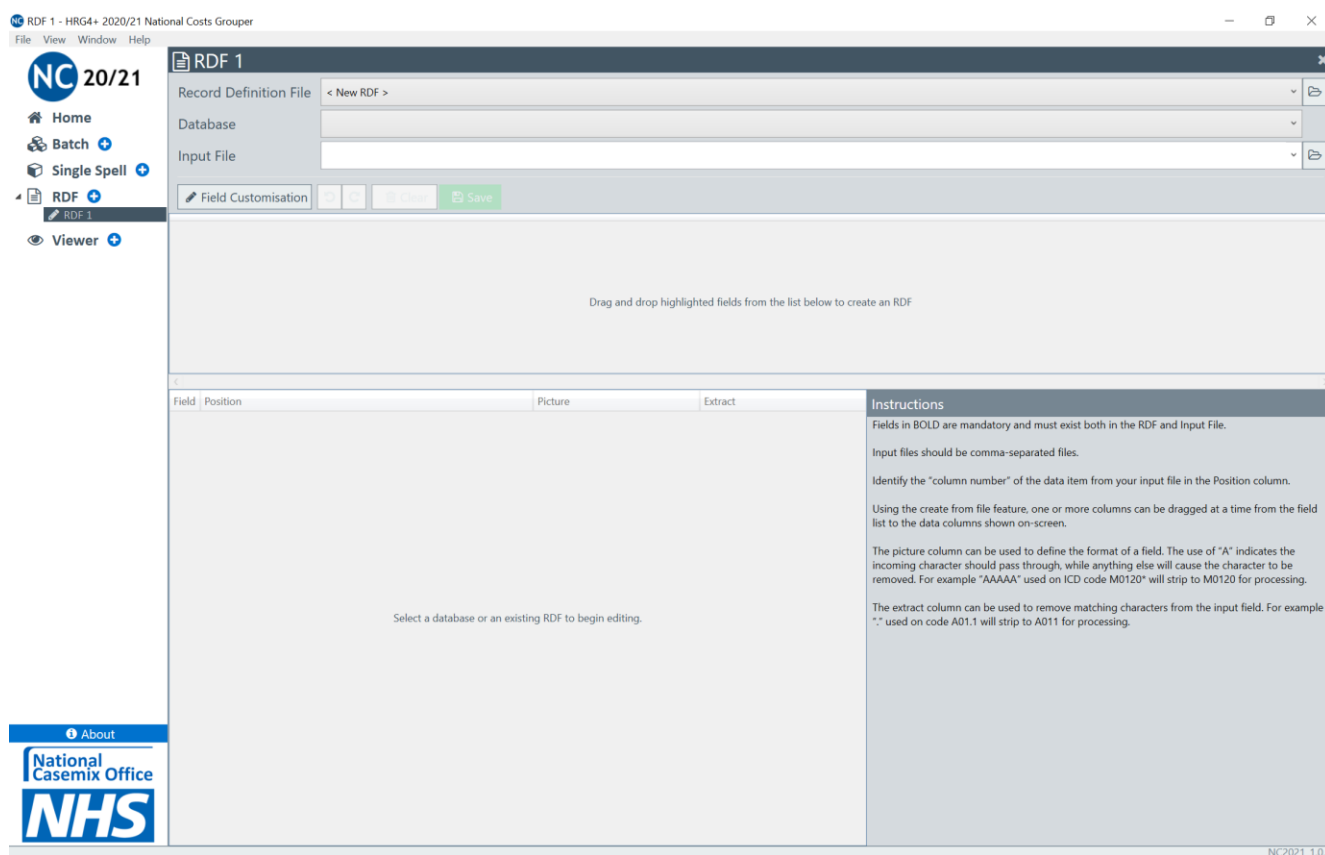 RDF 1 - HRG4+ 2020/21 National Costs Grouper
File View Window Help
NC 20/21
Home
Batch
Single Spell
RDF
RDF 1
Viewer
RDF 1
Record Definition File < New RDF >
Database
Input File
Field Customisation Clear Save
Drag and drop highlighted fields from the list below to create an RDF
Field Position Picture Extract
Select a database or an existing RDF to begin editing.
Instructions
Fields in BOLD are mandatory and must exist both in the RDF and Input File.
Input files should be comma-separated files.
Identify the "column number" of the data item from your input file in the Position column.
Using the create from file feature, one or more columns can be dragged at a time from the field
list to the data columns shown on-screen.
The picture column can be used to define the format of a field. The use of "A" indicates the
incoming character should pass through, while anything else will cause the character to be
removed. For example "AAAAA" used on ICD code M0120* will strip to M0120 for processing.
The extract column can be used to remove matching characters from the input field. For example
"." used on code A01.1 will strip to A011 for processing.
About
National
Casemix Office
NHS
NC2021 1.0